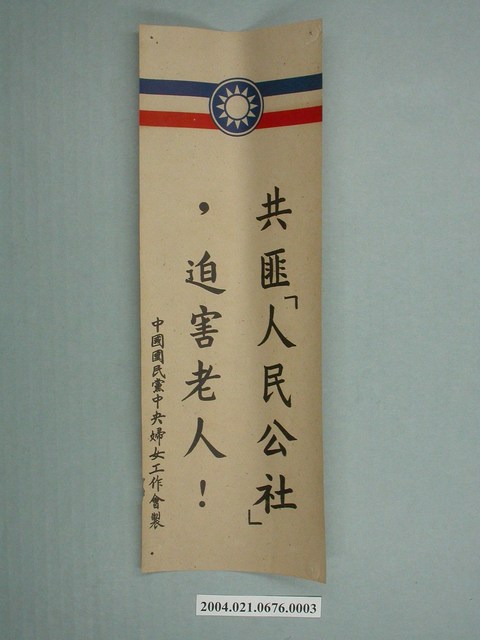 共匪「人民公社」
，迫害老人！
中國國民黨中央婦女工作會製
2004.021.0676.0003